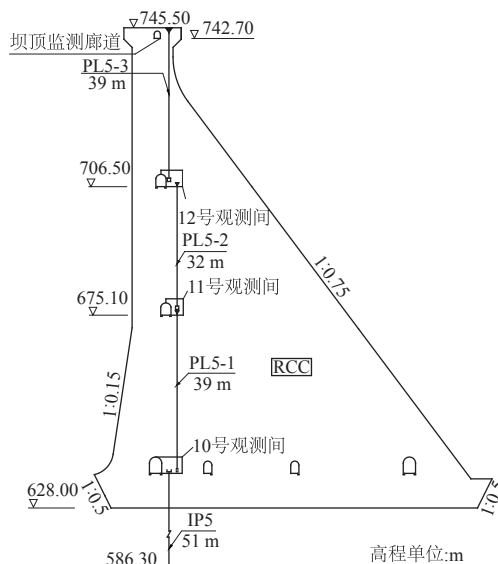 745.50
742.70
坝顶监测廊道
PL5-3
39 m
706.50
12号观测间
PL5-2
32 m
1:0.75
11号观测间
675.10
RCC
PL5-1
39 m
1:0.15
10号观测间
628.00
1:0.5
1:0.5
IP5
51 m
586.30
高程单位:m